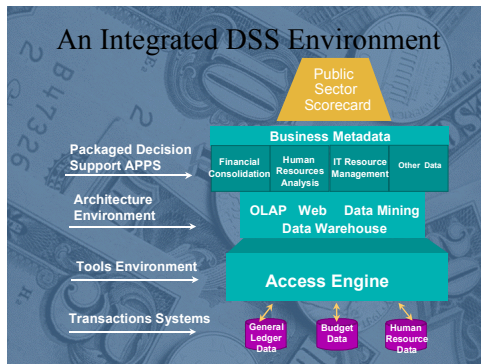 An Integrated DSS Environment
Public
Sector
Scorecard
Business Metadata
Packaged Decision
Support APPS
Financial
Consolidation
Human
Resources
Analysis
IT Resource
Management
Other Data
Architecture
Environment
OLAP Web Data Mining
Data Warehouse
Tools Environment
Access Engine
Transactions Systems
General
Ledger
Data
Budget
Data
Human
Resource
Data